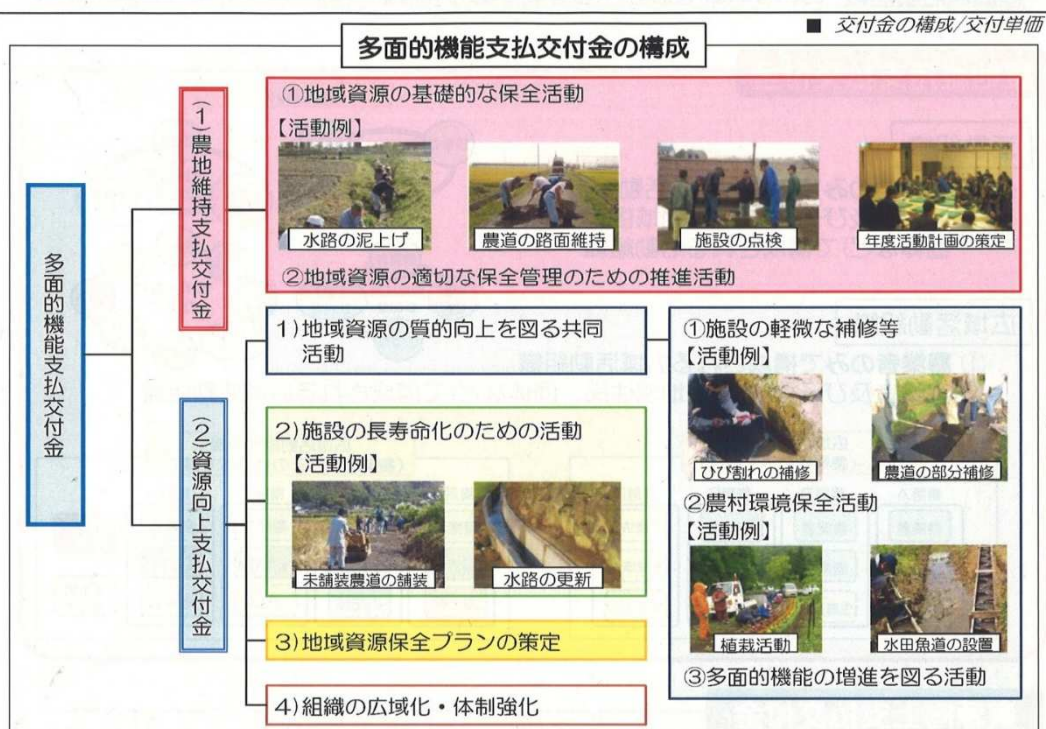 ■ 交付金の構成/交付単価
多面的機能支払交付金の構成
多面的機能支払交付金
(1)農地維持支払交付金
①地域資源の基礎的な保全活動
【活動例】
水路の泥上げ
農道の路面維持
施設の点検
年度活動計画の策定
②地域資源の適切な保全管理のための推進活動
(2)資源向上支払交付金
1)地域資源の質的向上を図る共同
活動
2)施設の長寿命化のための活動
【活動例】
未舗装農道の舗装
水路の更新
3)地域資源保全プランの策定
4)組織の広域化・体制強化
①施設の軽微な補修等
【活動例】
ひび割れの補修
農道の部分補修
②農村環境保全活動
【活動例】
植栽活動
水田魚道の設置
③多面的機能の増進を図る活動